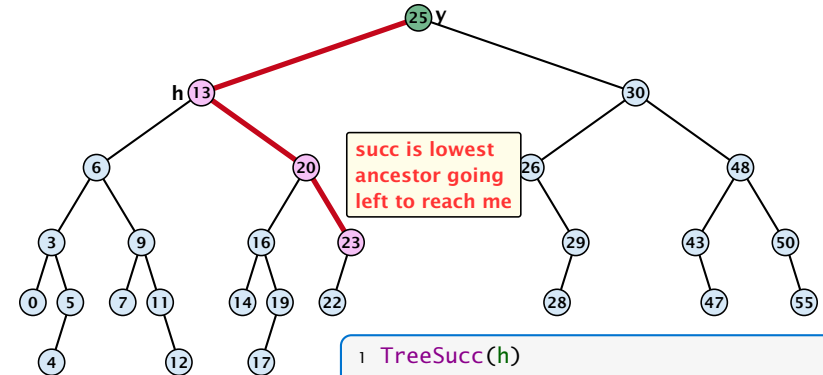 25 y
h 13 30
succ is lowest
ancestor going
left to reach me
6 20 26 48
3 9 16 23 29 43 50
0 5 7 11 14 19 22 28 47 55
4 12 17
1 TreeSucc(h)